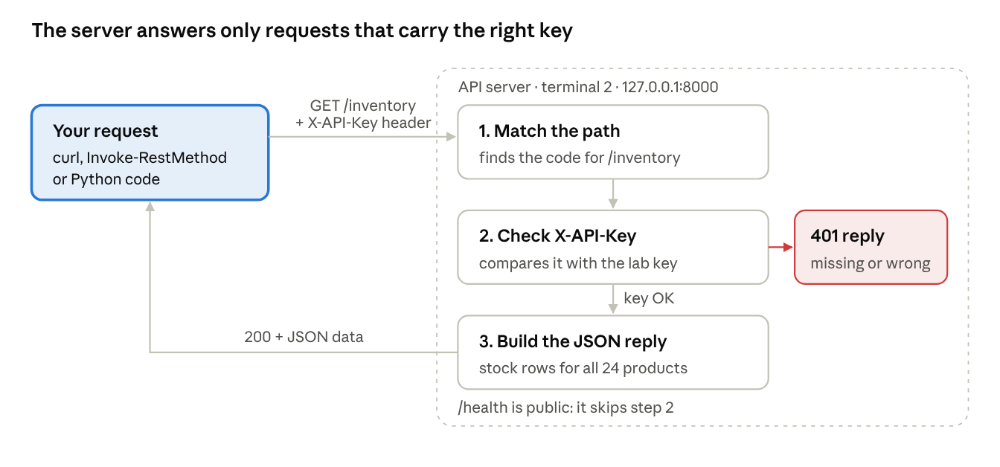 The server answers only requests that carry the right key
API server · terminal 2 · 127.0.0.1:8000
Your request
curl, Invoke-RestMethod
or Python code
GET /inventory
+ X-API-Key header
1. Match the path
finds the code for /inventory
2. Check X-API-Key
compares it with the lab key
401 reply
missing or wrong
key OK
3. Build the JSON reply
stock rows for all 24 products
200 + JSON data
/health is public: it skips step 2